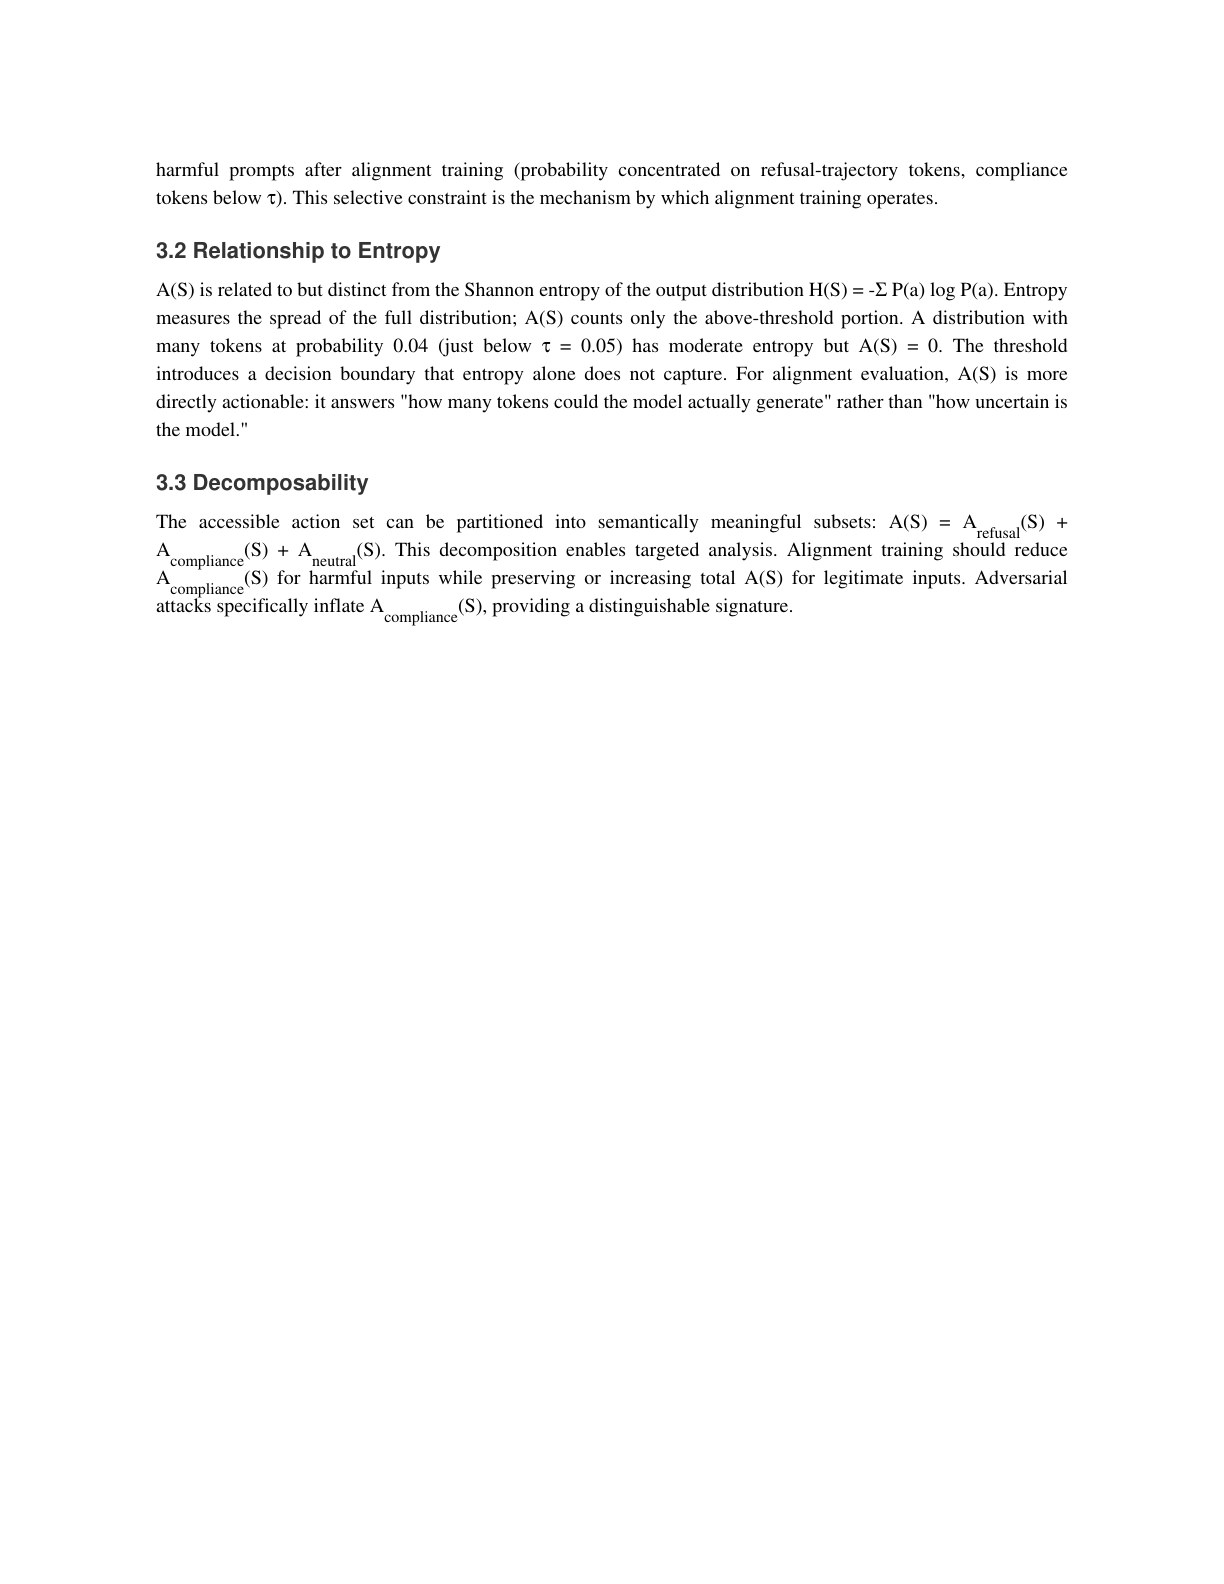 harmful prompts after alignment training (probability concentrated on refusal-trajectory tokens, compliance
tokens below τ). This selective constraint is the mechanism by which alignment training operates.
3.2 Relationship to Entropy
A(S) is related to but distinct from the Shannon entropy of the output distribution H(S) = -Σ P(a) log P(a). Entropy
measures the spread of the full distribution; A(S) counts only the above-threshold portion. A distribution with
many tokens at probability 0.04 (just below τ = 0.05) has moderate entropy but A(S) = 0. The threshold
introduces a decision boundary that entropy alone does not capture. For alignment evaluation, A(S) is more
directly actionable: it answers "how many tokens could the model actually generate" rather than "how uncertain is
the model."
3.3 Decomposability
The accessible action set can be partitioned into semantically meaningful subsets: A(S) = A_refusal(S) +
A_compliance(S) + A_neutral(S). This decomposition enables targeted analysis. Alignment training should reduce
A_compliance(S) for harmful inputs while preserving or increasing total A(S) for legitimate inputs. Adversarial
attacks specifically inflate A_compliance(S), providing a distinguishable signature.